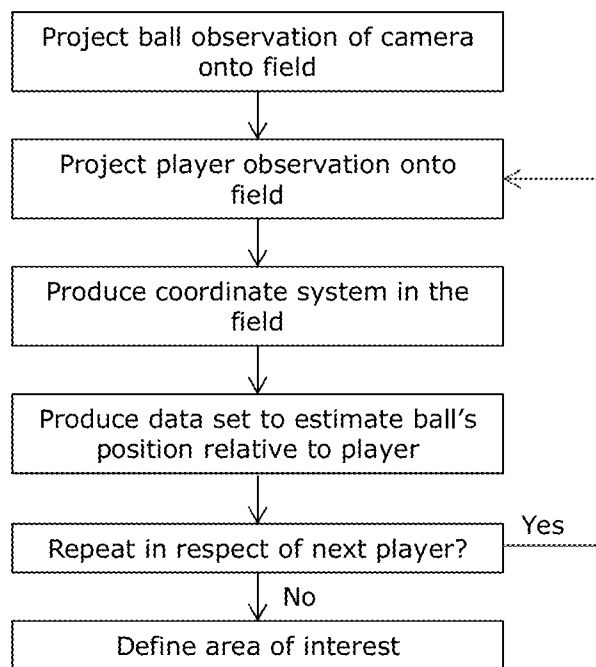 Project ball observation of camera
onto field
Project player observation onto
field
Produce coordinate system in the
field
Produce data set to estimate ball's
position relative to player
Yes
Repeat in respect of next player?
No
Define area of interest